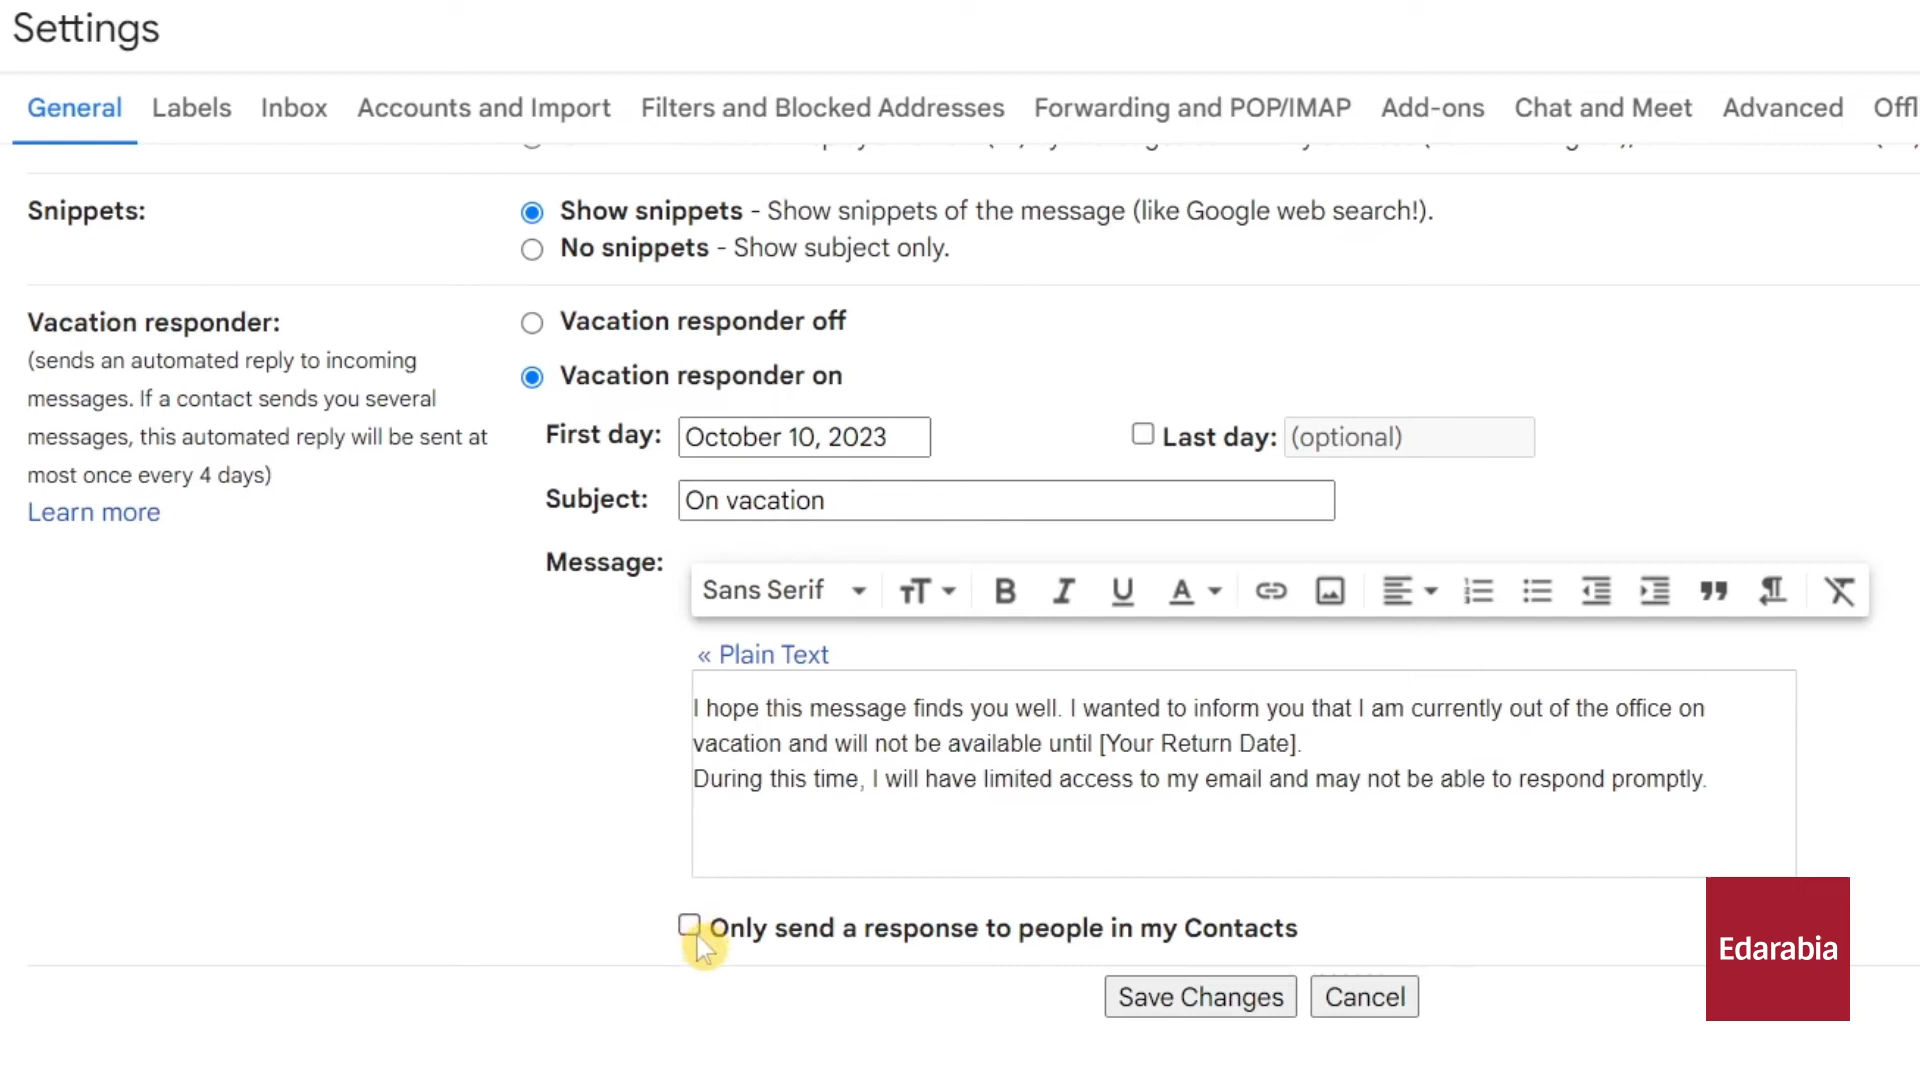 Settings
General Labels Inbox Accounts and Import Filters and Blocked Addresses Forwarding and POP/IMAP Add-ons Chat and Meet Advanced Offl
Snippets:
Show snippets - Show snippets of the message (like Google web search!).
No snippets - Show subject only.
Vacation responder:
(sends an automated reply to incoming
messages. If a contact sends you several
messages, this automated reply will be sent at
most once every 4 days)
Learn more
Vacation responder off
Vacation responder on
First day: October 10, 2023 Last day: (optional)
Subject: On vacation
Message:
Sans Serif
« Plain Text
I hope this message finds you well. I wanted to inform you that I am currently out of the office on
vacation and will not be available until [Your Return Date].
During this time, I will have limited access to my email and may not be able to respond promptly.
Only send a response to people in my Contacts
Save Changes Cancel
Edarabia